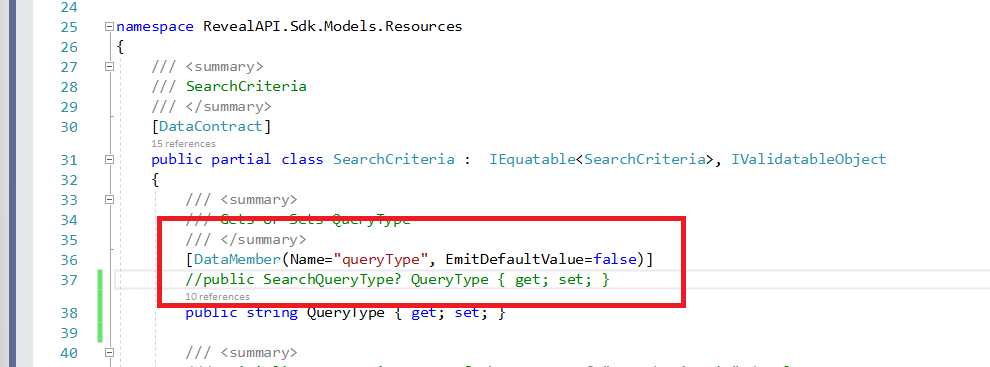 24
25 namespace RevealAPI.Sdk.Models.Resources
26 {
27 /// <summary>
28 /// SearchCriteria
29 /// </summary>
30 [DataContract]
15 references
31 public partial class SearchCriteria : IEquatable<SearchCriteria>, IValidatableObject
32 {
33 /// <summary>
34 /// Gets or Sets QueryType
35 /// </summary>
36 [DataMember(Name="queryType", EmitDefaultValue=false)]
37 //public SearchQueryType? QueryType { get; set; }
10 references
38 public string QueryType { get; set; }
39
40 /// <summary>